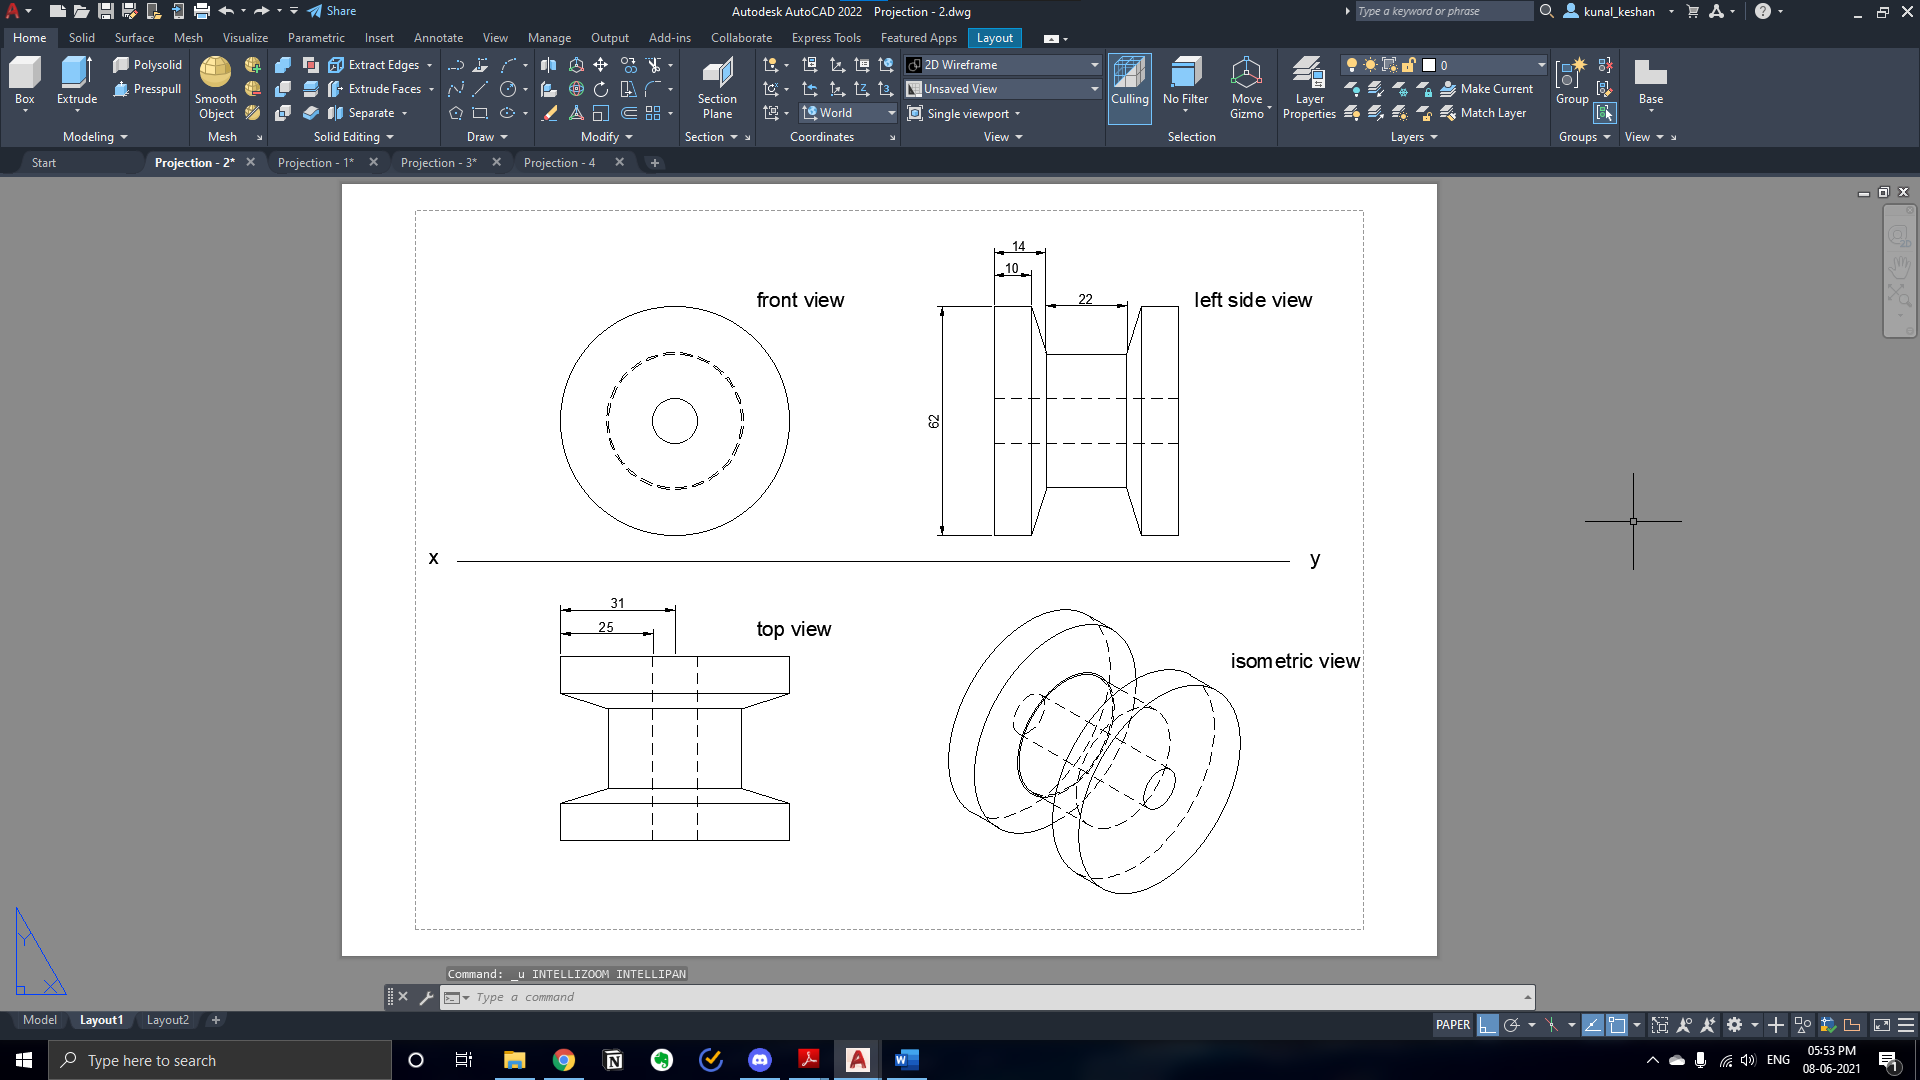 Share
Autodesk AutoCAD 2022 Projection - 2.dwg
Type a keyword or phrase
kunal_keshan
Home Solid Surface Mesh Visualize Parametric Insert Annotate View Manage Output Add-ins Collaborate Express Tools Featured Apps Layout
Box
Extrude
Polysolid
Presspull
Modeling
Smooth Object
Mesh
Extract Edges
Extrude Faces
Separate
Solid Editing
Draw
Modify
Section Plane
Section
World
Coordinates
2D Wireframe
Unsaved View
Single viewport
View
Culling
No Filter
Move Gizmo
Selection
Layer Properties
0
Make Current
Match Layer
Layers
Group
Groups
Base
View
Start Projection - 2* Projection - 1* Projection - 3* Projection - 4
14
10
22
62
front view
left side view
x
y
31
25
top view
isometric view
Y
X
Command: _u INTELLIZOOM INTELLIPAN
Type a command
Model Layout1 Layout2
PAPER
Type here to search
ENG
05:53 PM
08-06-2021
1